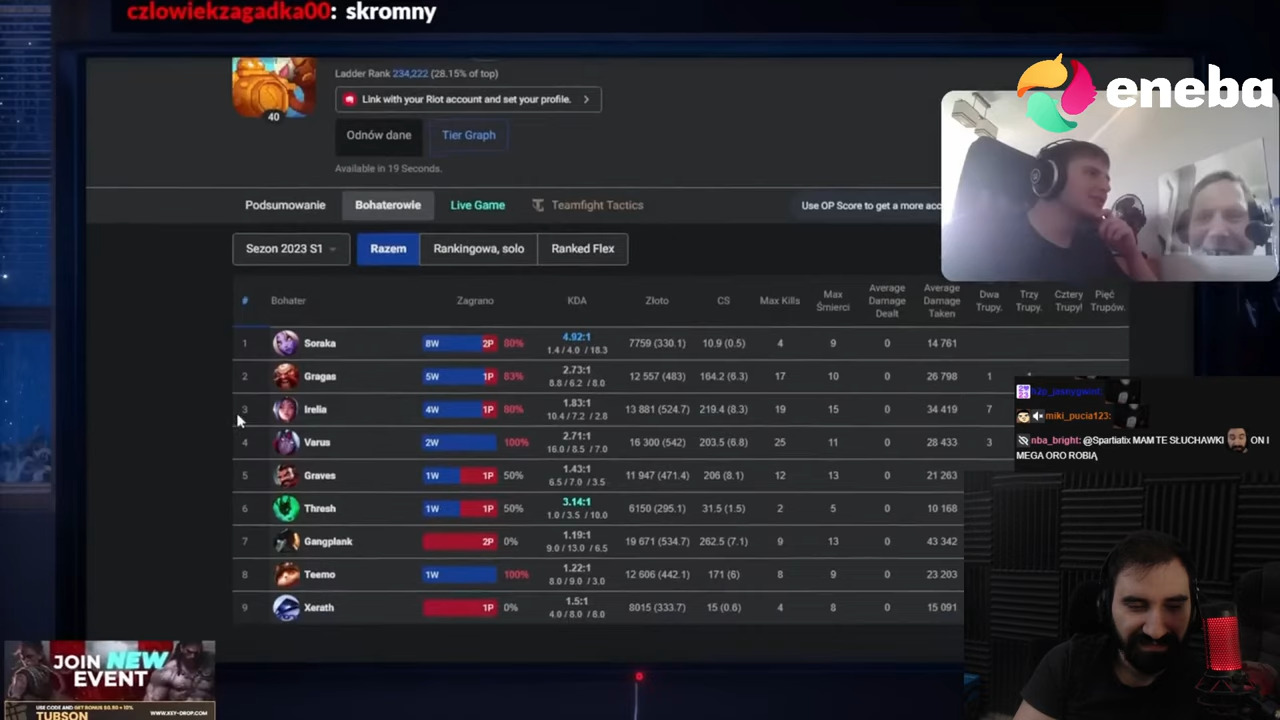 czlowiekzagadka00: skromny
eneba
Ladder Rank 234,222 (28.15% of top)
40
Link with your Riot account and set your profile.
Odnów dane
Tier Graph
Available in 19 Seconds.
Podsumowanie Bohaterowie Live Game Teamfight Tactics
Use OP Score to get a more acc
Sezon 2023 S1 Razem Rankingowa, solo Ranked Flex
# Bohater Zagrano KDA Złoto CS Max Kills Max Śmierci Average Damage Dealt Average Damage Taken Dwa Trupy. Trzy Trupy. Cztery Trupy! Pięć Trupów.
1 Soraka 8W 2P 80% 4.92:1 1.4 / 4.0 / 18.3 7759 (330.1) 10.9 (0.5) 4 9 0 14 761
2 Gragas 5W 1P 83% 2.73:1 8.8 / 6.2 / 8.0 12 557 (483) 164.2 (6.3) 17 10 0 26 798 1
3 Irelia 4W 1P 80% 1.83:1 10.4 / 7.2 / 2.8 13 881 (524.7) 219.4 (8.3) 19 15 0 34 419 7
4 Varus 2W 100% 2.71:1 16.0 / 8.5 / 7.0 16 300 (542) 203.5 (6.8) 25 11 0 28 433 3
5 Graves 1W 1P 50% 1.43:1 6.5 / 7.0 / 3.5 11 947 (471.4) 206 (8.1) 12 13 0 21 263
6 Thresh 1W 1P 50% 3.14:1 1.0 / 3.5 / 10.0 6150 (295.1) 31.5 (1.5) 2 5 0 10 168
7 Gangplank 2P 0% 1.19:1 9.0 / 13.0 / 6.5 19 671 (534.7) 262.5 (7.1) 9 13 0 43 342
8 Teemo 1W 100% 1.22:1 8.0 / 9.0 / 3.0 12 606 (442.1) 171 (6) 8 9 0 23 203
9 Xerath 1P 0% 1.5:1 4.0 / 8.0 / 8.0 8015 (333.7) 15 (0.6) 4 8 0 15 091
miki_pucia123:
nba_bright: @Spartiatix MAM TE SŁUCHAWKI ON I
MEGA ORO ROBIĄ
JOIN NEW
EVENT
USE CODE AND GET BONUS $0.50 + 10%
TUBSON
WWW.KEY-DROP.COM